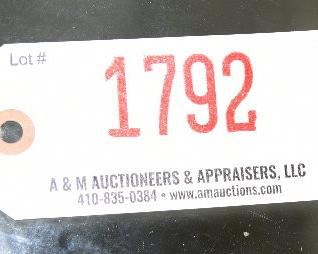 Lot #
1792
A & M AUCTIONEERS & APPRAISERS, LLC
410-835-0384 • www.amauctions.com